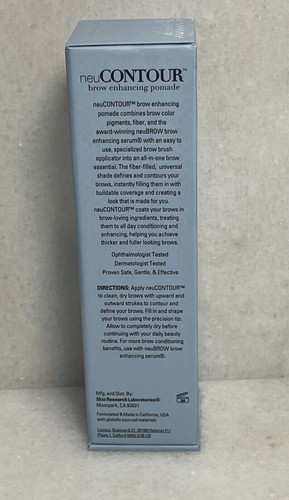 neuCONTOUR™
brow enhancing pomade
neuCONTOUR™ brow enhancing
pomade combines brow color
pigments, fiber, and the
award-winning neuBROW brow
enhancing serum® with an easy to
use, specialized brow brush
applicator into an all-in-one brow
essential. The fiber-filled, universal
shade defines and contours your
brows, instantly filling them in with
buildable coverage and creating a
look that is made for you.
neuCONTOUR™ coats your brows in
brow-loving ingredients, treating
them to all day conditioning and
enhancing, helping you achieve
thicker and fuller looking brows.
Ophthalmologist Tested
Dermatologist Tested
Proven Safe, Gentle, & Effective
DIRECTIONS: Apply neuCONTOUR™
to clean, dry brows with upward and
outward strokes to contour and
define your brows. Fill in and shape
your brows using the precision tip.
Allow to completely dry before
continuing with your daily beauty
routine. For more brow conditioning
benefits, use with neuBROW brow
enhancing serum®.
Mfg. and Dist. By:
Skin Research Laboratories®
Moorpark, CA 93021
Formulated & Made in California, USA
with globally sourced materials